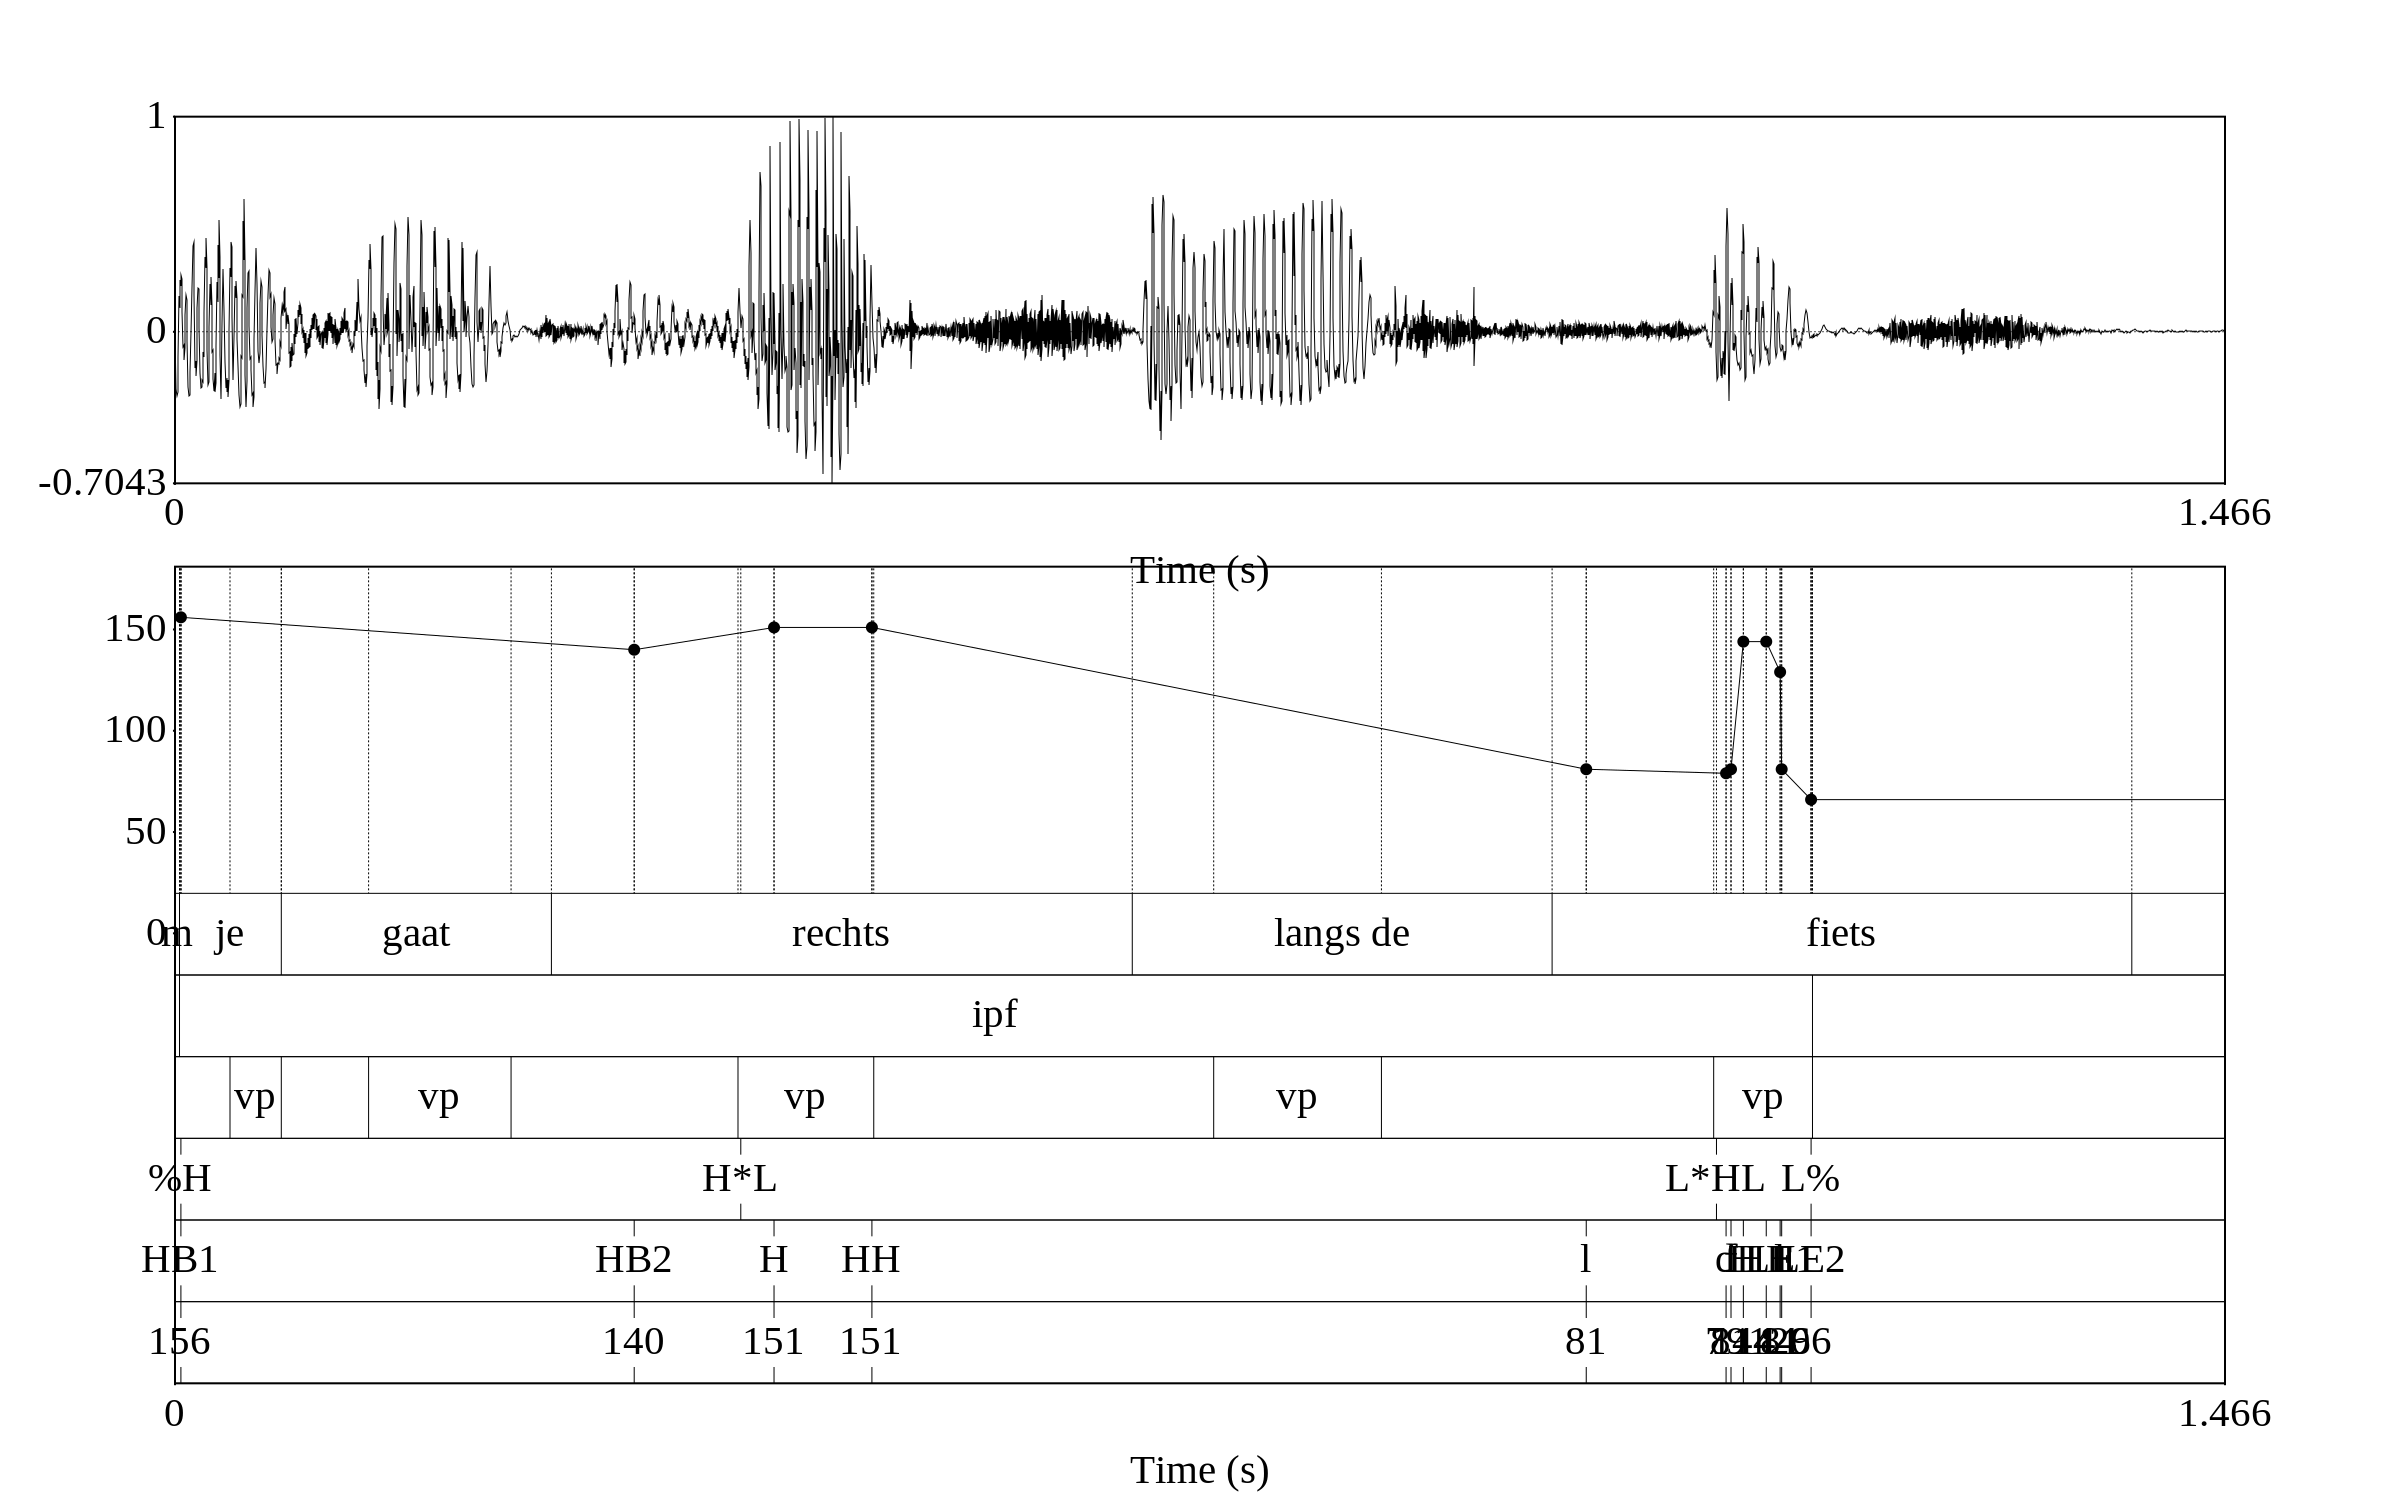 1
0
-0.7043
0 1.466
Time (s)
150
100
50
0
m je gaat rechts langs de fiets
ipf
vp vp vp vp vp
%H H*L L*HL L%
HB1 HB2 H HH l
156 140 151 151 81
0 1.466
Time (s)